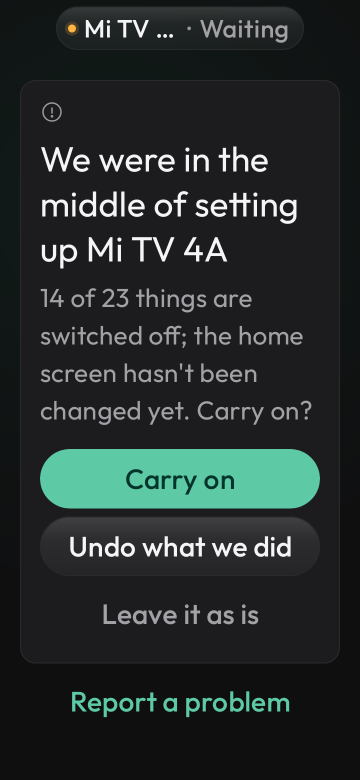 Mi TV ... · Waiting
We were in the
middle of setting
up Mi TV 4A
14 of 23 things are
switched off; the home
screen hasn't been
changed yet. Carry on?
Carry on
Undo what we did
Leave it as is
Report a problem